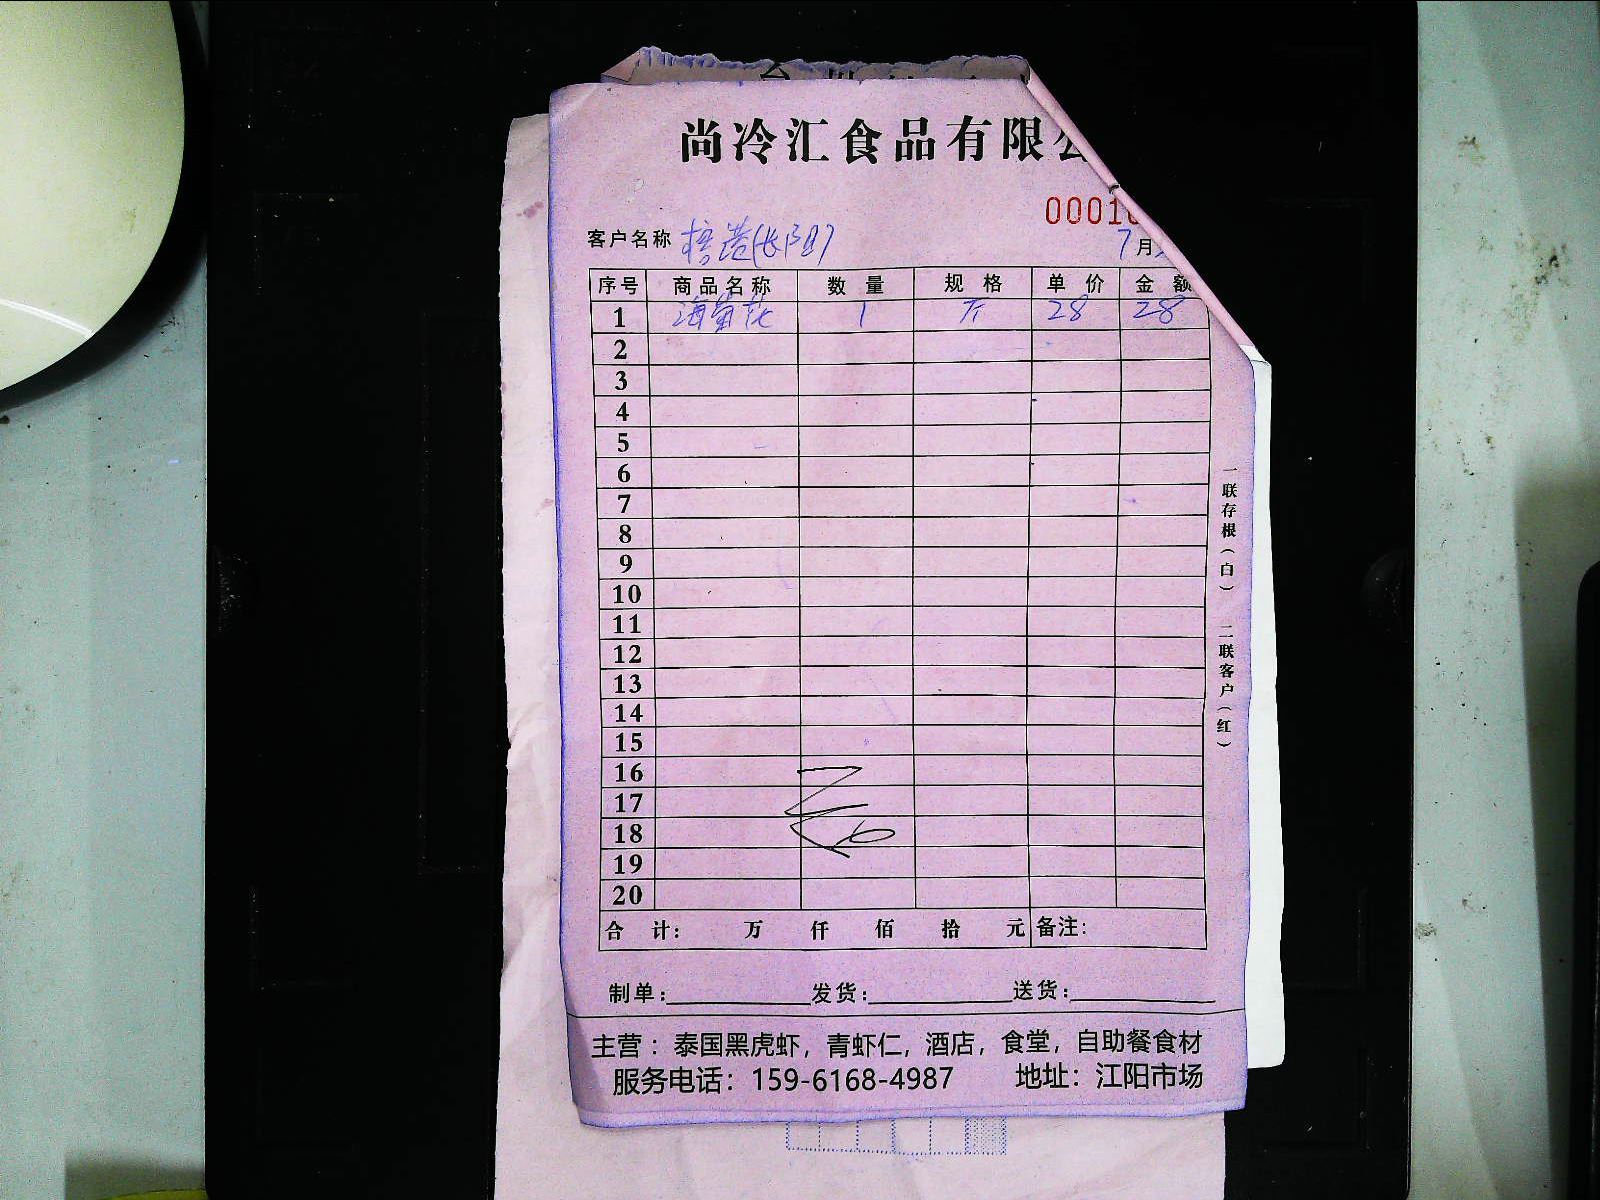 尚冷汇食品有限公
0001
客户名称 梧港(长阳) 7月
序号 商品名称 数量 规格 单价 金额
1 海茸花 1 斤 28 28
2
3
4
5
6
7
8
9
10
11
12
13
14
15
16
17
18
19
20
合计: 万 仟 佰 拾 元 备注:
制单: 发货: 送货:
主营：泰国黑虎虾，青虾仁，酒店，食堂，自助餐食材
服务电话：159-6168-4987 地址：江阳市场
一联存根(白) 二联客户(红)